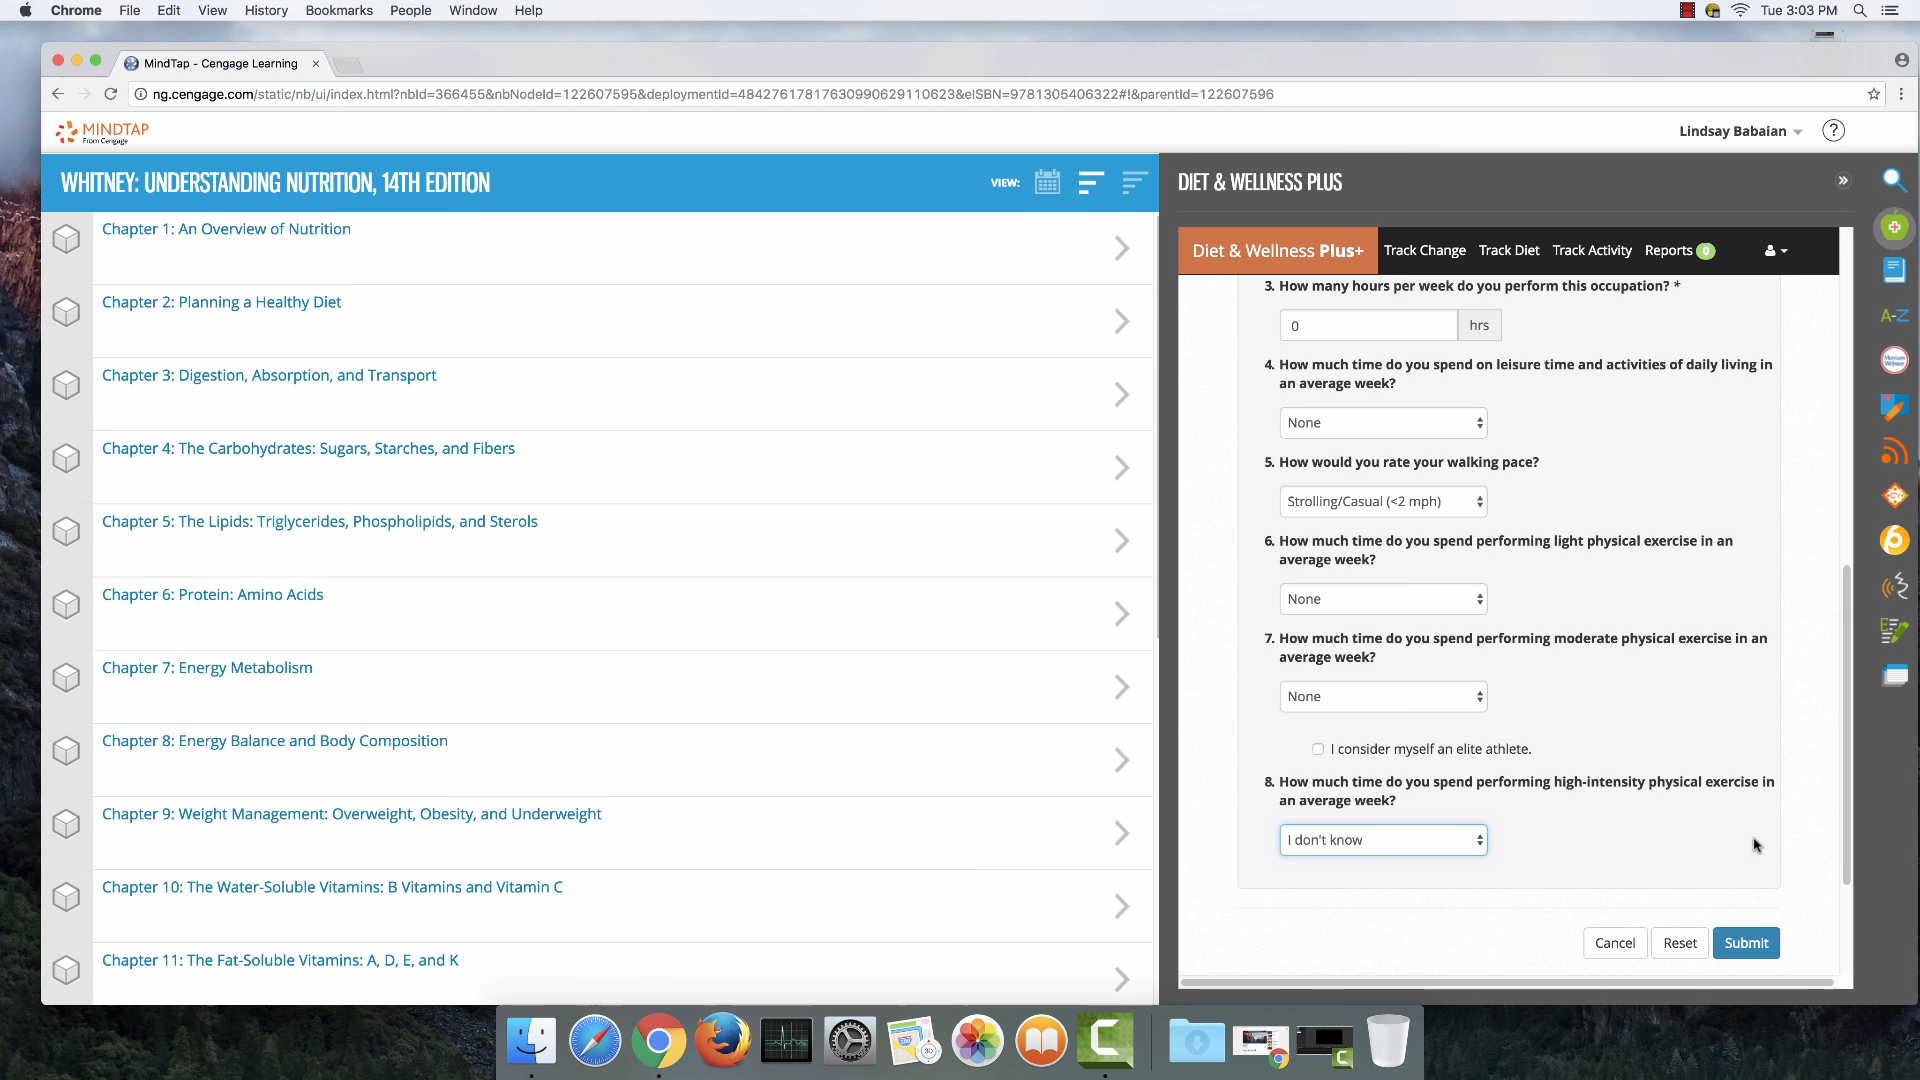 Chrome File Edit View History Bookmarks People Window Help Tue 3:03 PM
MindTap - Cengage Learning
ng.cengage.com/static/nb/ui/index.html?nbId=366455&nbNodeId=122607595&deploymentId=48427617817630990629110623&eISBN=9781305406322#!&parentId=122607596
MINDTAP
From Cengage
Lindsay Babaian
WHITNEY: UNDERSTANDING NUTRITION, 14TH EDITION
VIEW:
Chapter 1: An Overview of Nutrition
Chapter 2: Planning a Healthy Diet
Chapter 3: Digestion, Absorption, and Transport
Chapter 4: The Carbohydrates: Sugars, Starches, and Fibers
Chapter 5: The Lipids: Triglycerides, Phospholipids, and Sterols
Chapter 6: Protein: Amino Acids
Chapter 7: Energy Metabolism
Chapter 8: Energy Balance and Body Composition
Chapter 9: Weight Management: Overweight, Obesity, and Underweight
Chapter 10: The Water-Soluble Vitamins: B Vitamins and Vitamin C
Chapter 11: The Fat-Soluble Vitamins: A, D, E, and K
DIET & WELLNESS PLUS
Diet & Wellness Plus+ Track Change Track Diet Track Activity Reports 0
3. How many hours per week do you perform this occupation? *
0 hrs
4. How much time do you spend on leisure time and activities of daily living in
an average week?
None
5. How would you rate your walking pace?
Strolling/Casual (<2 mph)
6. How much time do you spend performing light physical exercise in an
average week?
None
7. How much time do you spend performing moderate physical exercise in an
average week?
None
I consider myself an elite athlete.
8. How much time do you spend performing high-intensity physical exercise in
an average week?
I don't know
Cancel Reset Submit
A-Z